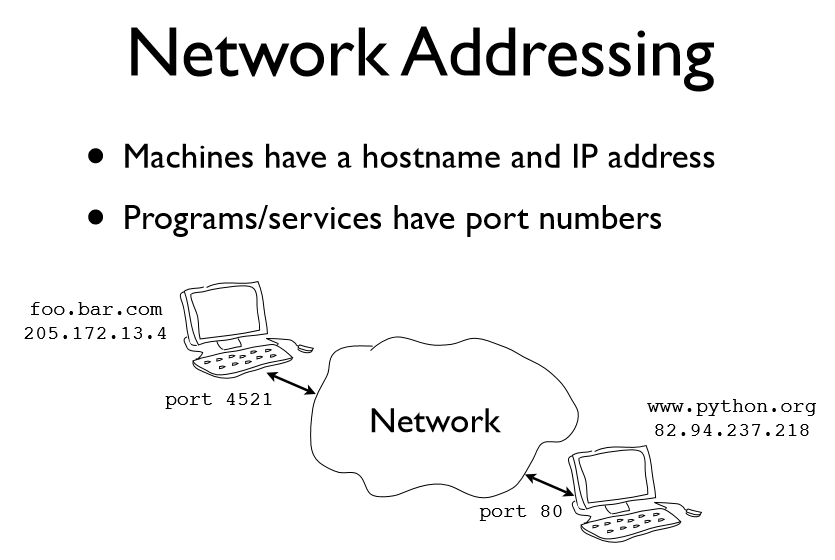 Network Addressing
• Machines have a hostname and IP address
• Programs/services have port numbers
foo.bar.com
205.172.13.4
port 4521
Network
www.python.org
82.94.237.218
port 80